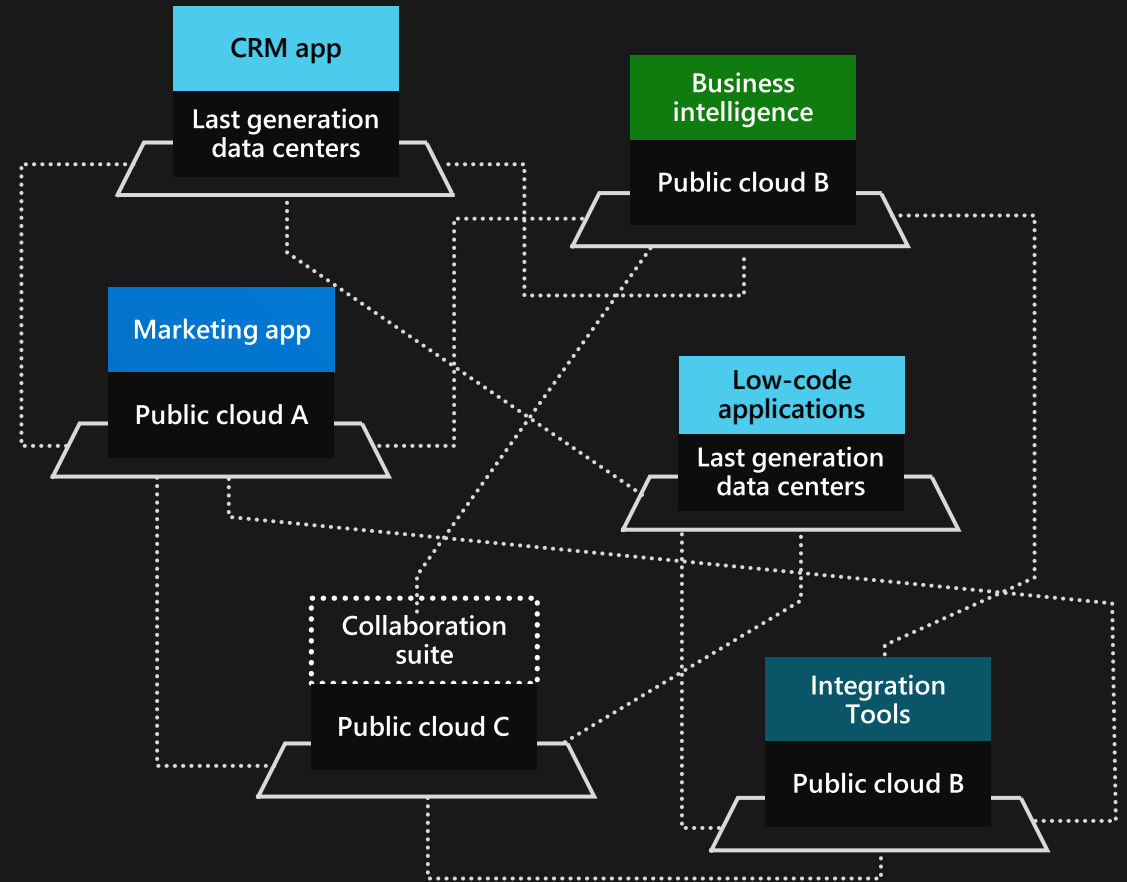 CRM app
Last generation
data centers
Business
intelligence
Public cloud B
Marketing app
Public cloud A
Low-code
applications
Last generation
data centers
Collaboration
suite
Public cloud C
Integration
Tools
Public cloud B